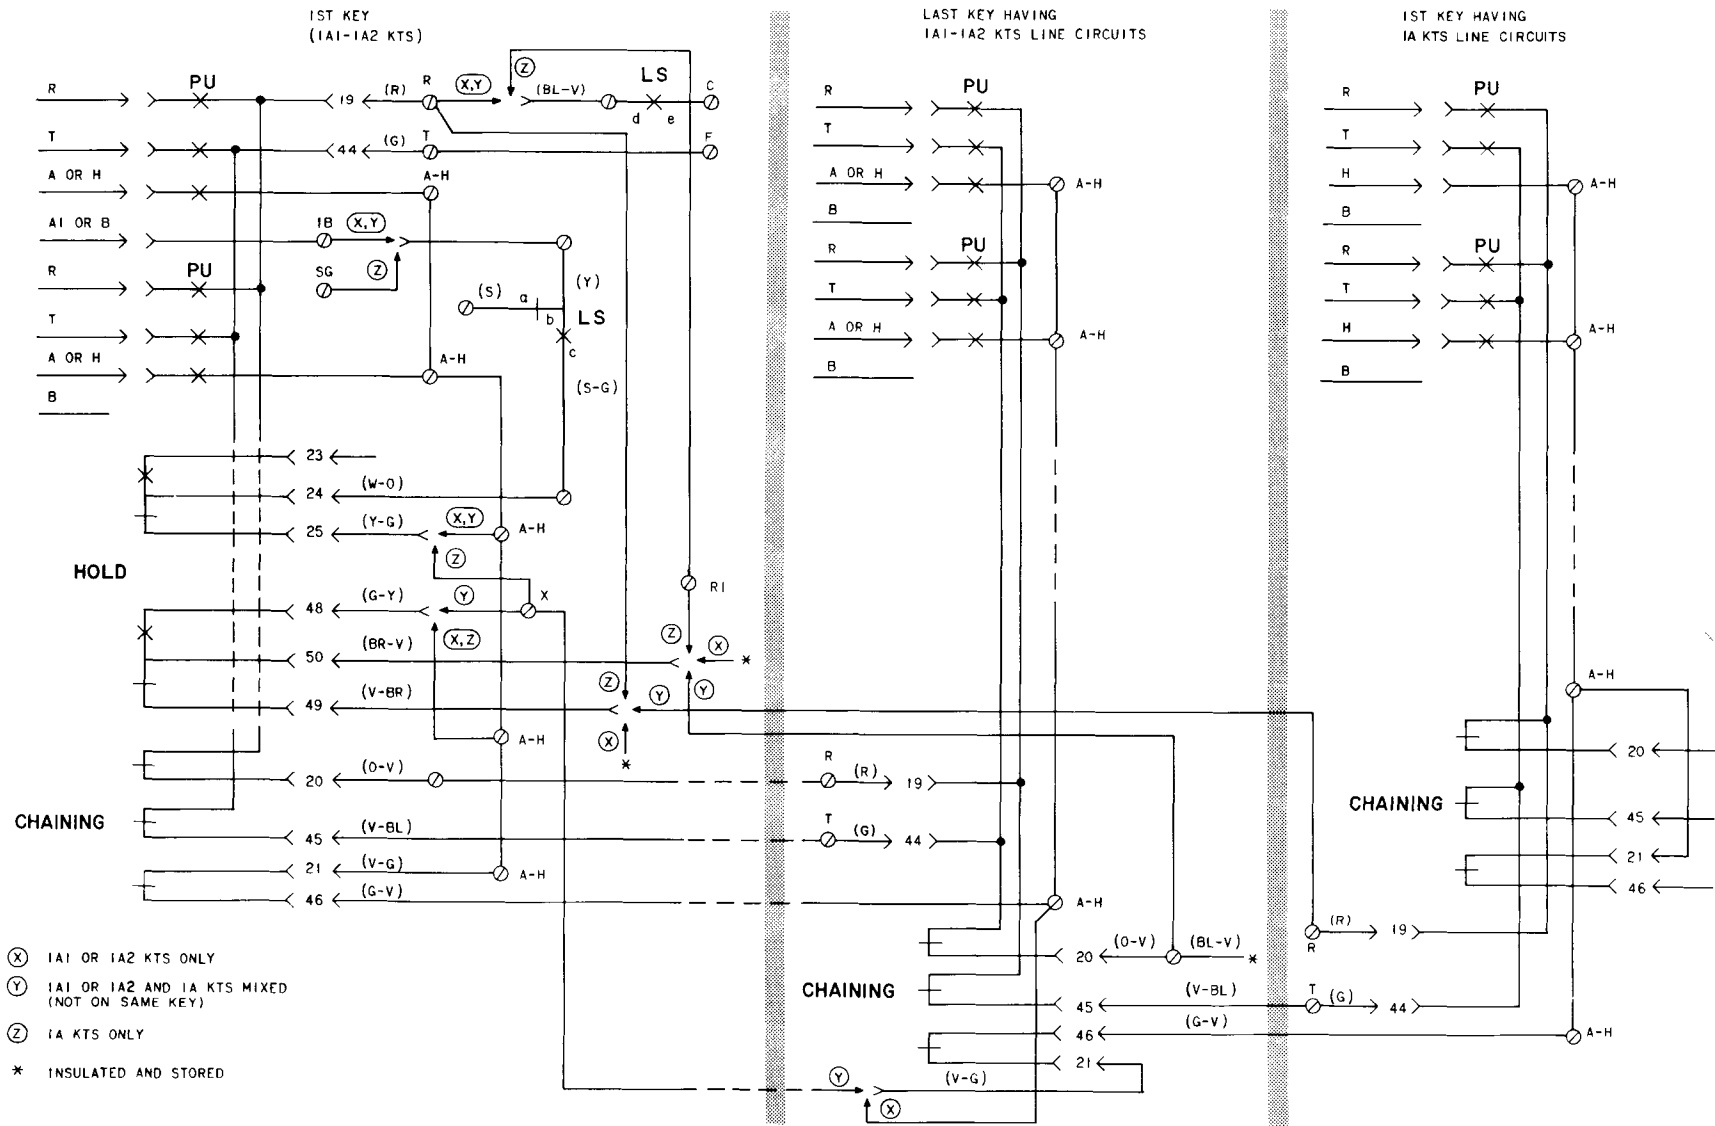 1ST KEY
(1A1-1A2 KTS)
LAST KEY HAVING
1A1-1A2 KTS LINE CIRCUITS
1ST KEY HAVING
1A KTS LINE CIRCUITS
R
PU
19
(R)
R
X,Y
Z
(BL-V)
LS
d
e
C
T
44
(G)
T
F
A OR H
A-H
A1 OR B
1B
X,Y
R
PU
SG
Z
(S)
a
b
(Y)
LS
c
T
A OR H
A-H
(S-G)
B
23
24
(W-O)
25
(Y-G)
X,Y
A-H
Z
HOLD
R1
X
48
(G-Y)
Y
X,Z
50
(BR-V)
Z
X
*
49
(V-BR)
Z
Y
Y
X
*
A-H
20
(O-V)
CHAINING
45
(V-BL)
21
(V-G)
A-H
46
(G-V)
R
PU
T
A OR H
A-H
B
R
PU
T
A OR H
A-H
B
R
(R)
19
T
(G)
44
A-H
20
(O-V)
(BL-V)
*
CHAINING
45
(V-BL)
46
(G-V)
21
(V-G)
Y
X
R
PU
T
H
A-H
B
R
PU
T
H
A-H
B
A-H
20
CHAINING
45
21
46
R
(R)
19
T
(G)
44
A-H
X 1A1 OR 1A2 KTS ONLY
Y 1A1 OR 1A2 AND 1A KTS MIXED
(NOT ON SAME KEY)
Z 1A KTS ONLY
* INSULATED AND STORED